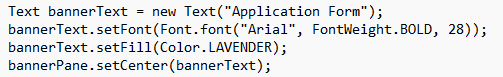 Text bannerText = new Text("Application Form");
bannerText.setFont(Font.font("Arial", FontWeight.BOLD, 28));
bannerText.setFill(Color.LAVENDER);
bannerPane.setCenter(bannerText);